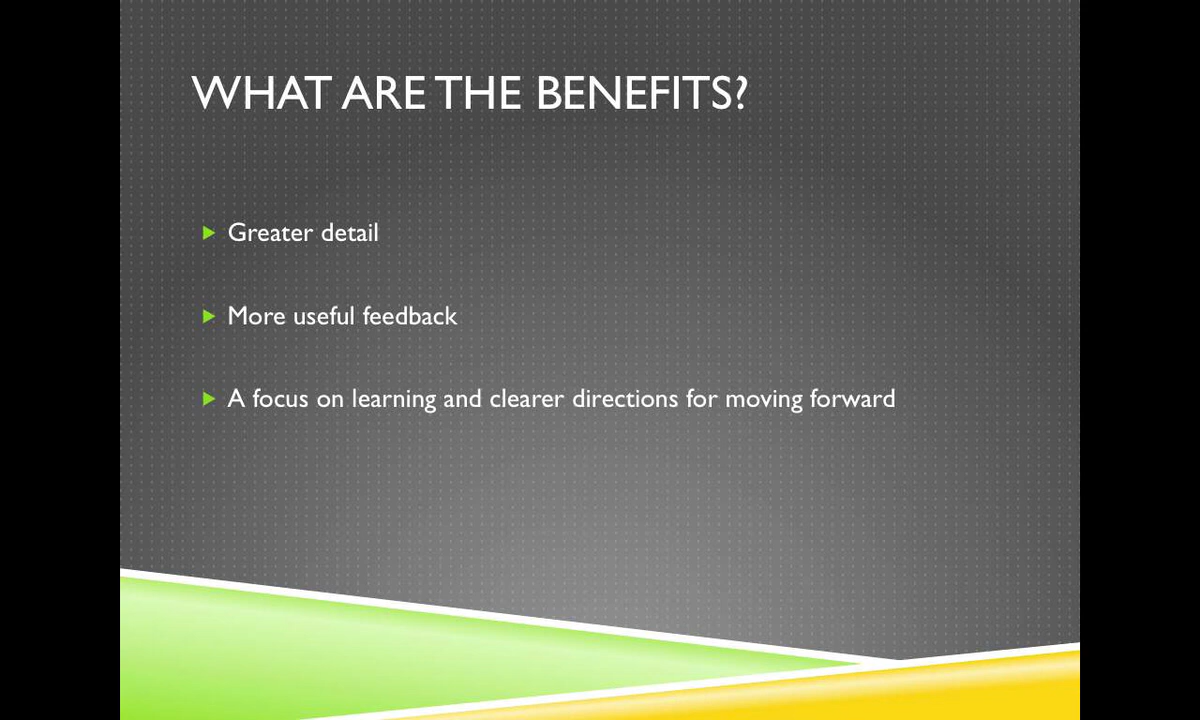 WHAT ARE THE BENEFITS?
Greater detail
More useful feedback
A focus on learning and clearer directions for moving forward